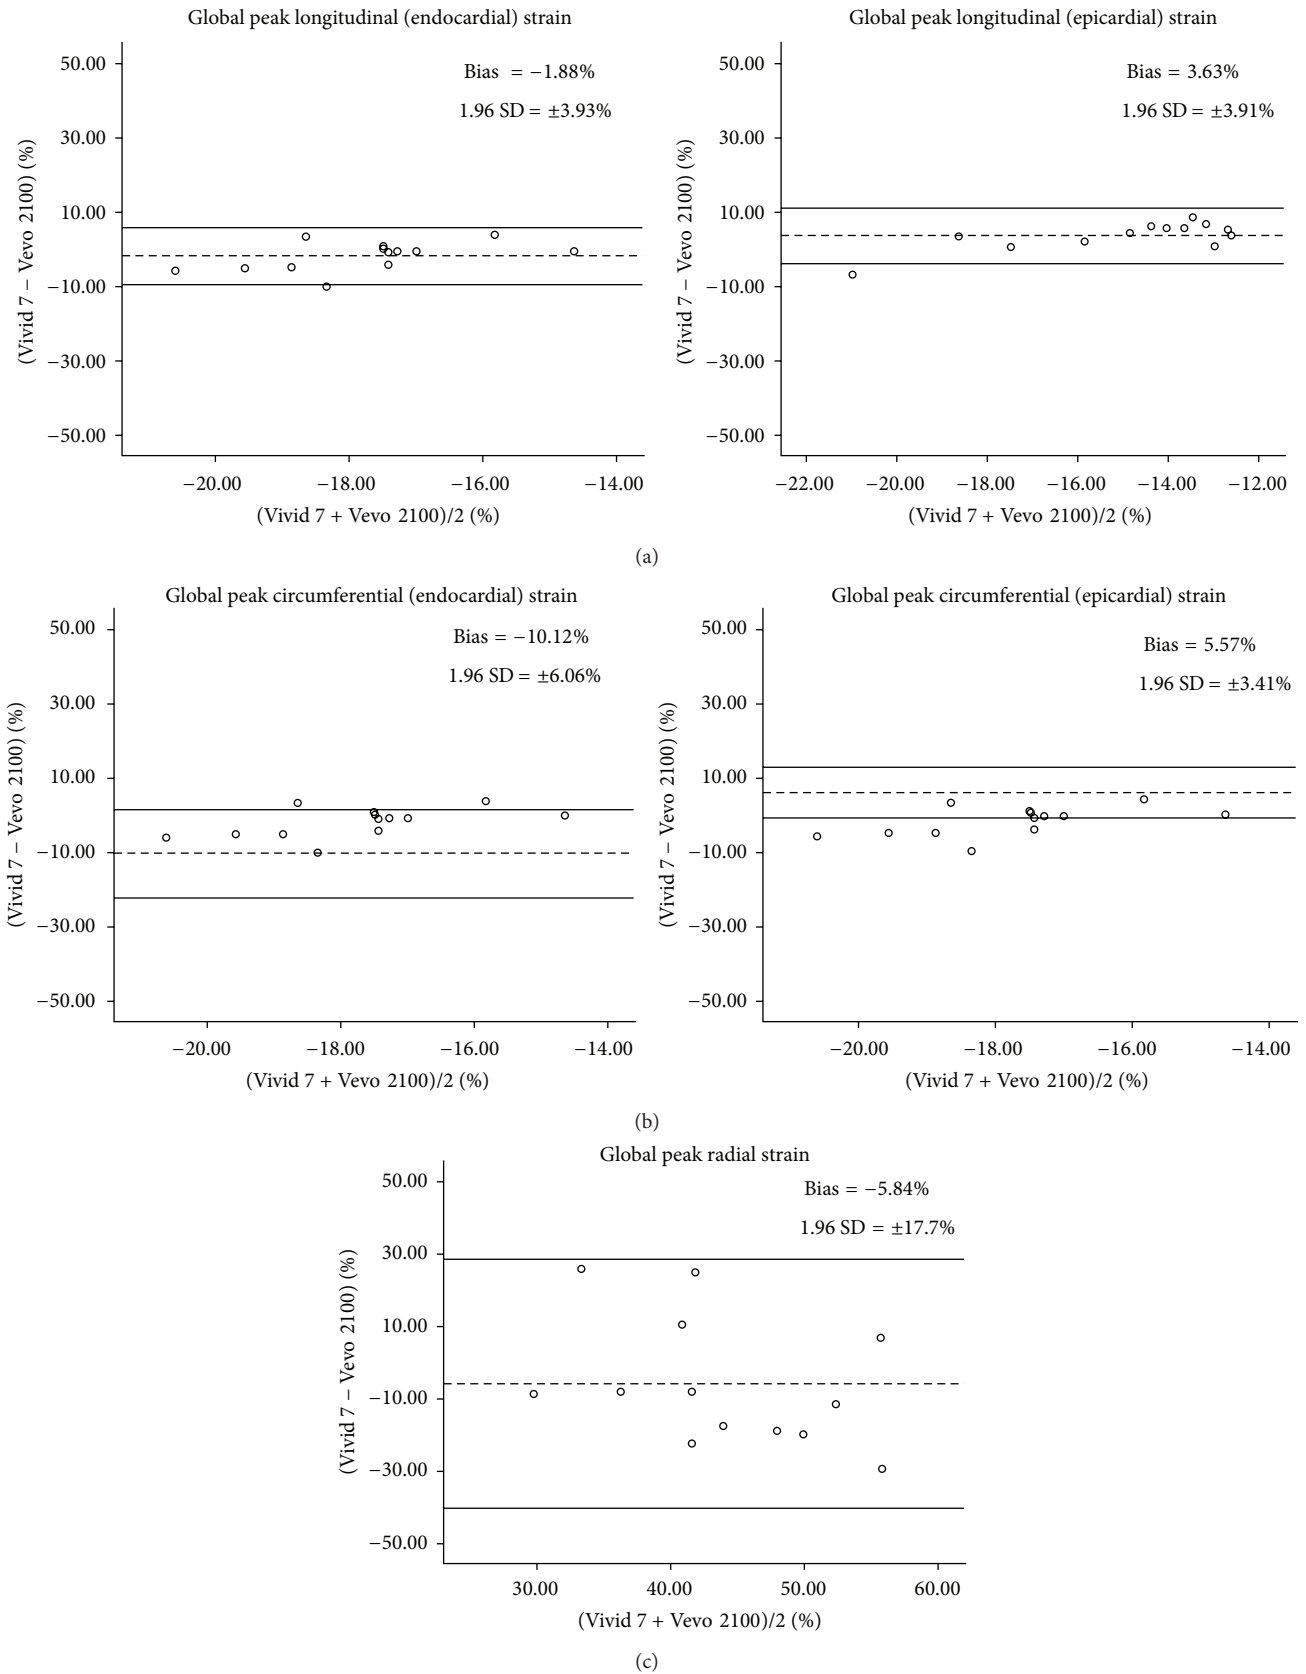 Global peak longitudinal (endocardial) strain
50.00
30.00
10.00
−10.00
−30.00
−50.00
(Vivid 7 − Vevo 2100) (%)
Bias = −1.88%
1.96 SD = ±3.93%
−20.00 −18.00 −16.00 −14.00
(Vivid 7 + Vevo 2100)/2 (%)
Global peak longitudinal (epicardial) strain
50.00
30.00
10.00
−10.00
−30.00
−50.00
(Vivid 7 − Vevo 2100) (%)
Bias = 3.63%
1.96 SD = ±3.91%
−22.00 −20.00 −18.00 −16.00 −14.00 −12.00
(Vivid 7 + Vevo 2100)/2 (%)
(a)
Global peak circumferential (endocardial) strain
50.00
30.00
10.00
−10.00
−30.00
−50.00
(Vivid 7 − Vevo 2100) (%)
Bias = −10.12%
1.96 SD = ±6.06%
−20.00 −18.00 −16.00 −14.00
(Vivid 7 + Vevo 2100)/2 (%)
Global peak circumferential (epicardial) strain
50.00
30.00
10.00
−10.00
−30.00
−50.00
(Vivid 7 − Vevo 2100) (%)
Bias = 5.57%
1.96 SD = ±3.41%
−20.00 −18.00 −16.00 −14.00
(Vivid 7 + Vevo 2100)/2 (%)
(b)
Global peak radial strain
50.00
30.00
10.00
−10.00
−30.00
−50.00
(Vivid 7 − Vevo 2100) (%)
Bias = −5.84%
1.96 SD = ±17.7%
30.00 40.00 50.00 60.00
(Vivid 7 + Vevo 2100)/2 (%)
(c)